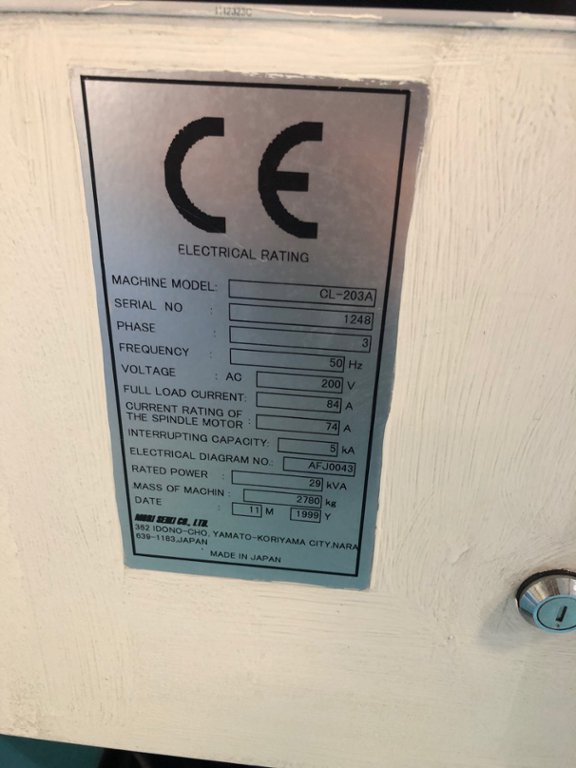 CE
ELECTRICAL RATING
MACHINE MODEL: CL-203A
SERIAL NO : 1248
PHASE : 3
FREQUENCY : 50 Hz
VOLTAGE : AC 200 V
FULL LOAD CURRENT: 84 A
CURRENT RATING OF
THE SPINDLE MOTOR : 74 A
INTERRUPTING CAPACITY: 5 kA
ELECTRICAL DIAGRAM NO.: AFJ0043
RATED POWER : 29 kVA
MASS OF MACHIN : 2780 kg
DATE 11 M 1999 Y
MORI SEIKI CO., LTD.
362 IDONO-CHO, YAMATO-KORIYAMA CITY,NARA
639-1183,JAPAN
MADE IN JAPAN